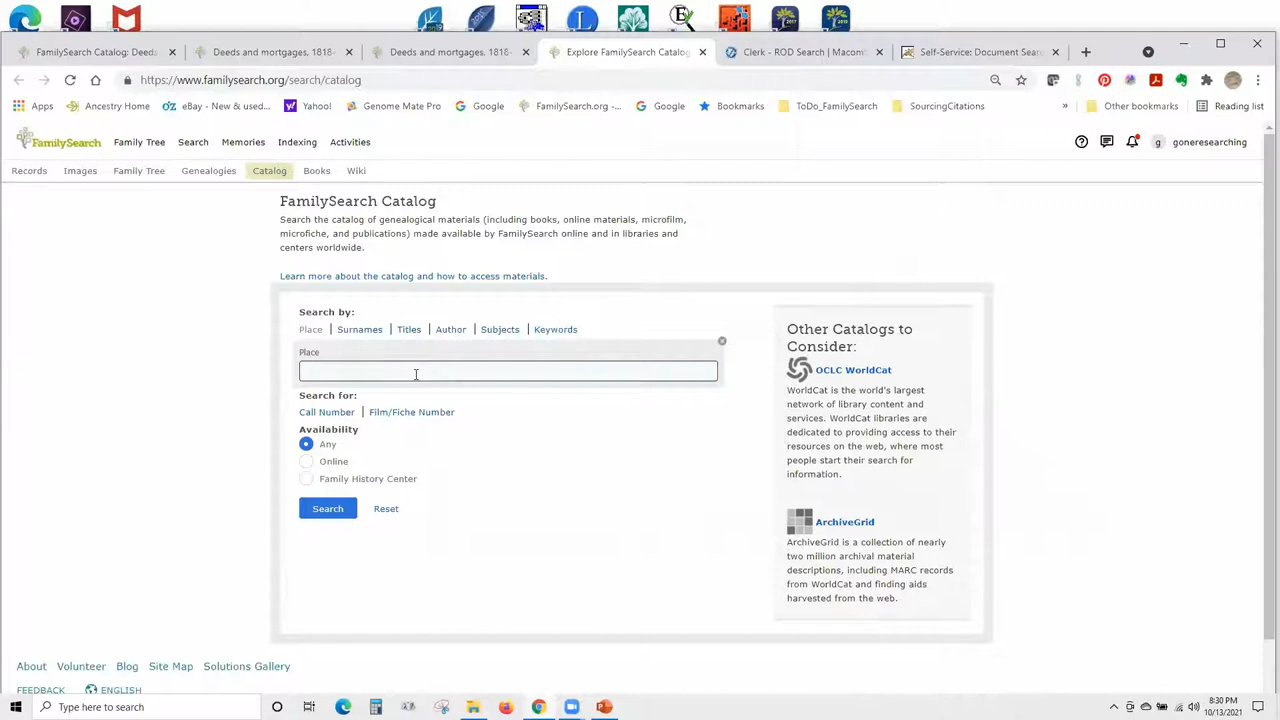 FamilySearch Catalog: Deeds
Deeds and mortgages, 1818-
Deeds and mortgages, 1818-
Explore FamilySearch Catalog
Clerk - ROD Search | Macomb
Self-Service: Document Sear
https://www.familysearch.org/search/catalog
Apps
Ancestry Home
eBay - New & used...
Yahoo!
Genome Mate Pro
Google
FamilySearch.org -...
Google
Bookmarks
ToDo_FamilySearch
SourcingCitations
»
Other bookmarks
Reading list
FamilySearch
Family Tree
Search
Memories
Indexing
Activities
g
goneresearching
Records
Images
Family Tree
Genealogies
Catalog
Books
Wiki
FamilySearch Catalog
Search the catalog of genealogical materials (including books, online materials, microfilm,
microfiche, and publications) made available by FamilySearch online and in libraries and
centers worldwide.
Learn more about the catalog and how to access materials.
Search by:
Place | Surnames | Titles | Author | Subjects | Keywords
Place
Search for:
Call Number | Film/Fiche Number
Availability
Any
Online
Family History Center
Search
Reset
Other Catalogs to
Consider:
OCLC WorldCat
WorldCat is the world's largest
network of library content and
services. WorldCat libraries are
dedicated to providing access to their
resources on the web, where most
people start their search for
information.
ArchiveGrid
ArchiveGrid is a collection of nearly
two million archival material
descriptions, including MARC records
from WorldCat and finding aids
harvested from the web.
About
Volunteer
Blog
Site Map
Solutions Gallery
FEEDBACK
ENGLISH
Type here to search
8:30 PM
10/13/2021